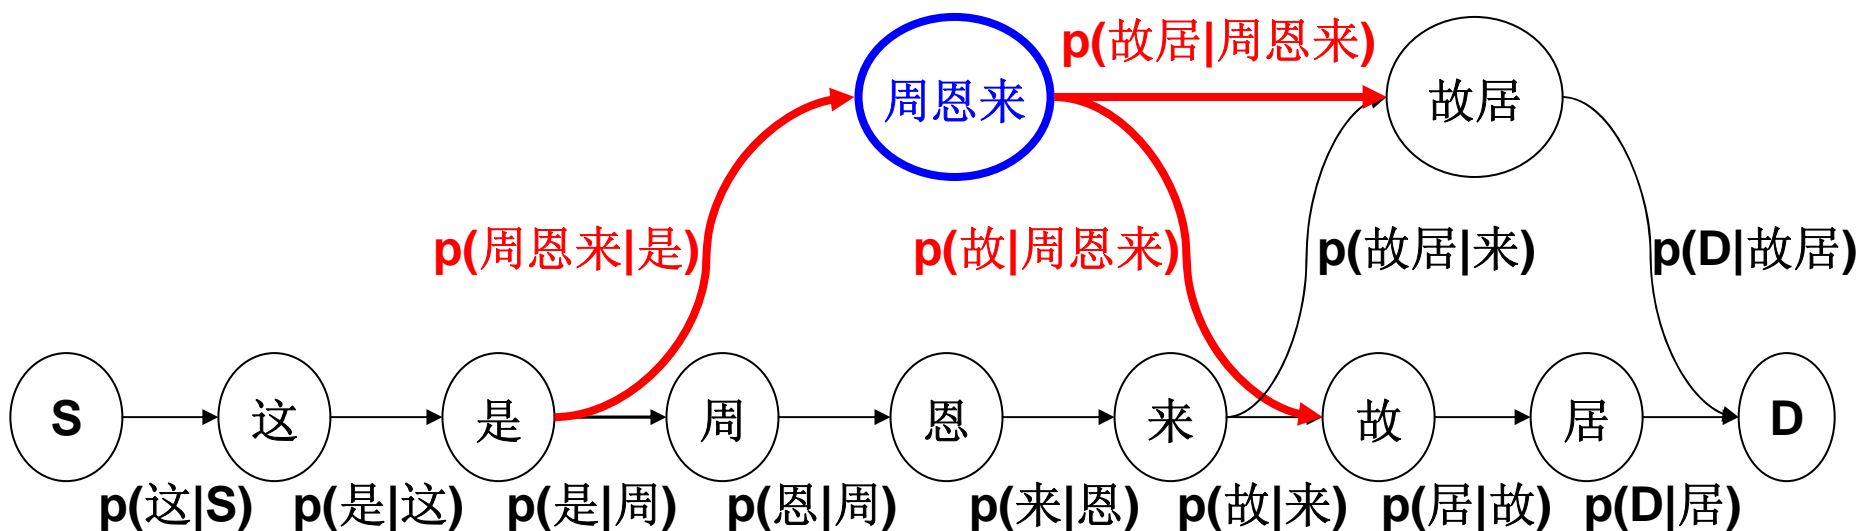 p(故居|周恩来)
周恩来
故居
p(周恩来|是)
p(故|周恩来)
p(故居|来)
p(D|故居)
S
这
是
周
恩
来
故
居
D
p(这|S)
p(是|这)
p(是|周)
p(恩|周)
p(来|恩)
p(故|来)
p(居|故)
p(D|居)